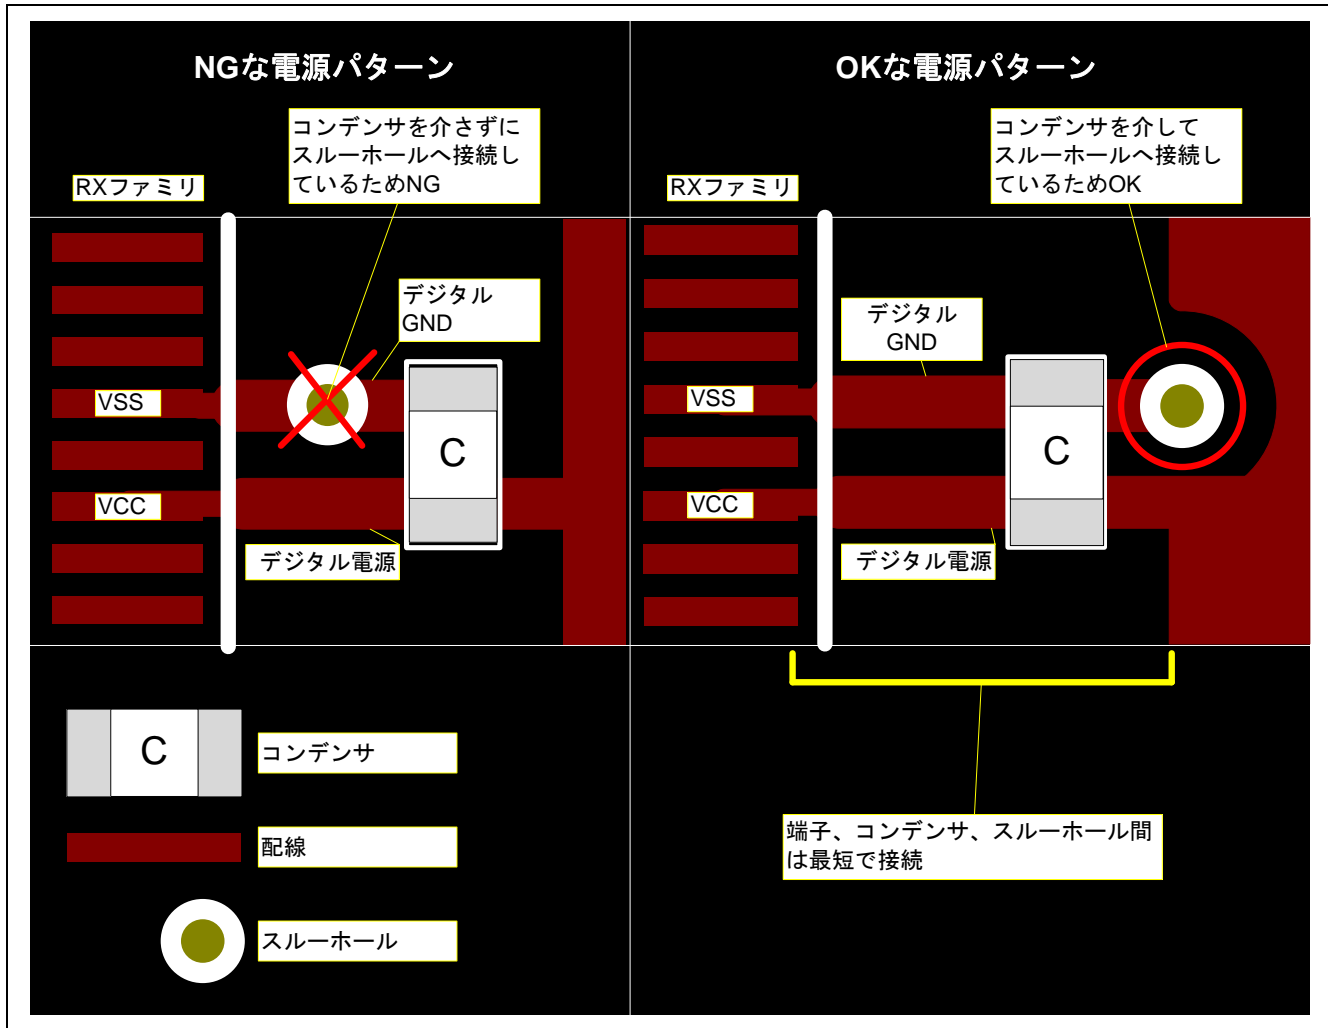 NGな電源パターン
コンデンサを介さずに
スルーホールへ接続し
ているためNG
RXファミリ
デジタル
GND
VSS
C
VCC
デジタル電源
OKな電源パターン
コンデンサを介して
スルーホールへ接続し
ているためOK
RXファミリ
デジタル
GND
VSS
C
VCC
デジタル電源
C
コンデンサ
配線
スルーホール
端子、コンデンサ、スルーホール間
は最短で接続